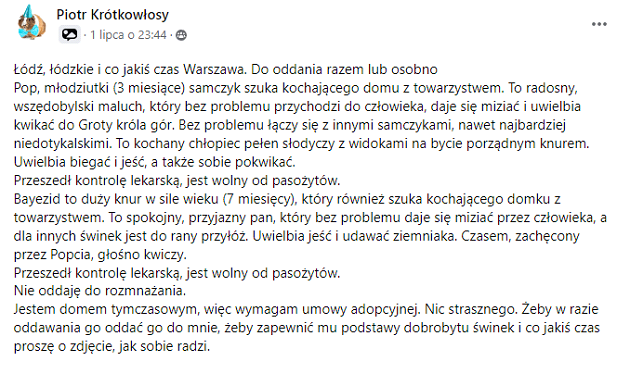 Piotr Krótkowłosy
1 lipca o 23:44 ·
Łódź, łódzkie i co jakiś czas Warszawa. Do oddania razem lub osobno
Pop, młodziutki (3 miesiące) samczyk szuka kochającego domu z towarzystwem. To radosny,
wszędobylski maluch, który bez problemu przychodzi do człowieka, daje się miziać i uwielbia
kwikać do Groty króla gór. Bez problemu łączy się z innymi samczykami, nawet najbardziej
niedotykalskimi. To kochany chłopiec pełen słodyczy z widokami na bycie porządnym knurem.
Uwielbia biegać i jeść, a także sobie pokwikać.
Przeszedł kontrolę lekarską, jest wolny od pasożytów.
Bayezid to duży knur w sile wieku (7 miesięcy), który również szuka kochającego domku z
towarzystwem. To spokojny, przyjazny pan, który bez problemu daje się miziać przez człowieka, a
dla innych świnek jest do rany przyłóż. Uwielbia jeść i udawać ziemniaka. Czasem, zachęcony
przez Popcia, głośno kwiczy.
Przeszedł kontrolę lekarską, jest wolny od pasożytów.
Nie oddaję do rozmnażania.
Jestem domem tymczasowym, więc wymagam umowy adopcyjnej. Nic strasznego. Żeby w razie
oddawania go oddać go do mnie, żeby zapewnić mu podstawy dobrobytu świnek i co jakiś czas
proszę o zdjęcie, jak sobie radzi.